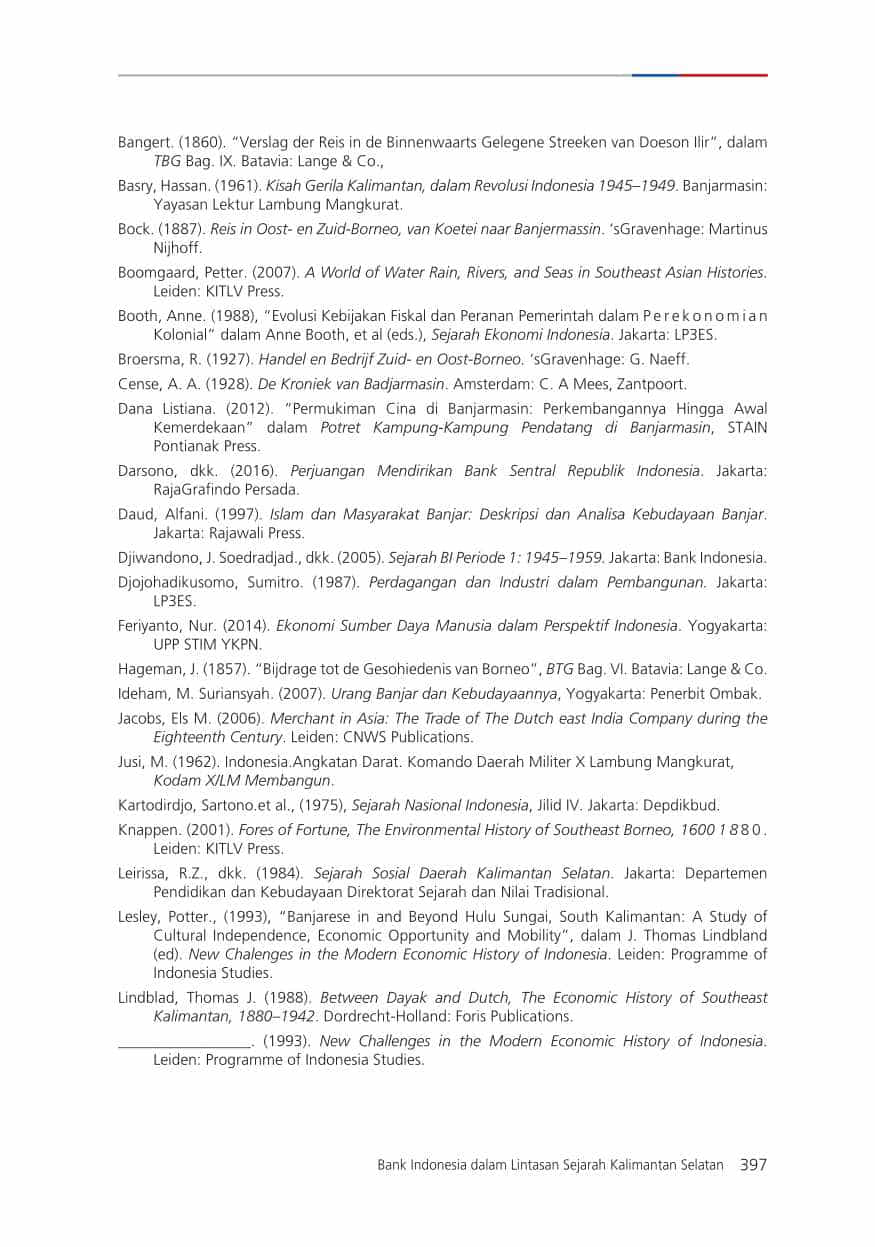 Bangert. (1860). “Verslag der Reis in de Binnenwaarts Gelegene Streeken van Doeson Ilir”, dalam
TBG Bag. IX. Batavia: Lange & Co.,
Basry, Hassan. (1961). Kisah Gerila Kalimantan, dalam Revolusi Indonesia 1945–1949. Banjarmasin:
Yayasan Lektur Lambung Mangkurat.
Bock. (1887). Reis in Oost- en Zuid-Borneo, van Koetei naar Banjermassin. ‘sGravenhage: Martinus
Nijhoff.
Boomgaard, Petter. (2007). A World of Water Rain, Rivers, and Seas in Southeast Asian Histories.
Leiden: KITLV Press.
Booth, Anne. (1988), “Evolusi Kebijakan Fiskal dan Peranan Pemerintah dalam P e r e k o n o m i a n
Kolonial” dalam Anne Booth, et al (eds.), Sejarah Ekonomi Indonesia. Jakarta: LP3ES.
Broersma, R. (1927). Handel en Bedrijf Zuid- en Oost-Borneo. ‘sGravenhage: G. Naeff.
Cense, A. A. (1928). De Kroniek van Badjarmasin. Amsterdam: C. A Mees, Zantpoort.
Dana Listiana. (2012). “Permukiman Cina di Banjarmasin: Perkembangannya Hingga Awal
Kemerdekaan” dalam Potret Kampung-Kampung Pendatang di Banjarmasin, STAIN
Pontianak Press.
Darsono, dkk. (2016). Perjuangan Mendirikan Bank Sentral Republik Indonesia. Jakarta:
RajaGrafindo Persada.
Daud, Alfani. (1997). Islam dan Masyarakat Banjar: Deskripsi dan Analisa Kebudayaan Banjar.
Jakarta: Rajawali Press.
Djiwandono, J. Soedradjad., dkk. (2005). Sejarah BI Periode 1: 1945–1959. Jakarta: Bank Indonesia.
Djojohadikusomo, Sumitro. (1987). Perdagangan dan Industri dalam Pembangunan. Jakarta:
LP3ES.
Feriyanto, Nur. (2014). Ekonomi Sumber Daya Manusia dalam Perspektif Indonesia. Yogyakarta:
UPP STIM YKPN.
Hageman, J. (1857). “Bijdrage tot de Gesohiedenis van Borneo”, BTG Bag. VI. Batavia: Lange & Co.
Ideham, M. Suriansyah. (2007). Urang Banjar dan Kebudayaannya, Yogyakarta: Penerbit Ombak.
Jacobs, Els M. (2006). Merchant in Asia: The Trade of The Dutch east India Company during the
Eighteenth Century. Leiden: CNWS Publications.
Jusi, M. (1962). Indonesia.Angkatan Darat. Komando Daerah Militer X Lambung Mangkurat,
Kodam X/LM Membangun.
Kartodirdjo, Sartono.et al., (1975), Sejarah Nasional Indonesia, Jilid IV. Jakarta: Depdikbud.
Knappen. (2001). Fores of Fortune, The Environmental History of Southeast Borneo, 1600 1 8 8 0 .
Leiden: KITLV Press.
Leirissa, R.Z., dkk. (1984). Sejarah Sosial Daerah Kalimantan Selatan. Jakarta: Departemen
Pendidikan dan Kebudayaan Direktorat Sejarah dan Nilai Tradisional.
Lesley, Potter., (1993), “Banjarese in and Beyond Hulu Sungai, South Kalimantan: A Study of
Cultural Independence, Economic Opportunity and Mobility”, dalam J. Thomas Lindbland
(ed). New Chalenges in the Modern Economic History of Indonesia. Leiden: Programme of
Indonesia Studies.
Lindblad, Thomas J. (1988). Between Dayak and Dutch, The Economic History of Southeast
Kalimantan, 1880–1942. Dordrecht-Holland: Foris Publications.
_________________. (1993). New Challenges in the Modern Economic History of Indonesia.
Leiden: Programme of Indonesia Studies.
Bank Indonesia dalam Lintasan Sejarah Kalimantan Selatan 397